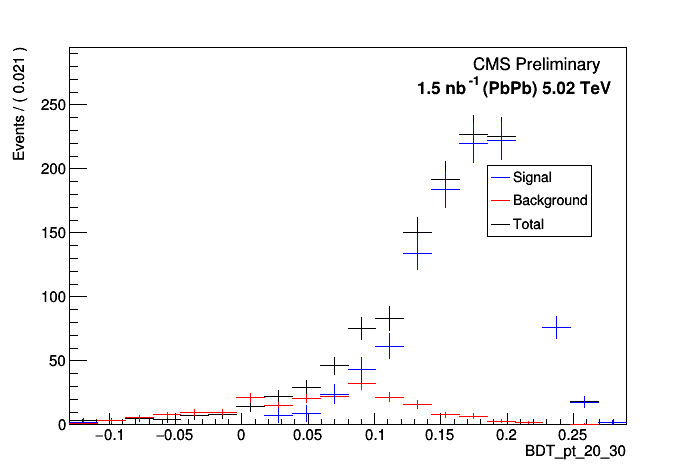 CMS Preliminary
1.5 nb⁻¹ (PbPb) 5.02 TeV
Events / ( 0.021 )
250
200
150
100
50
0
Signal
Background
Total
−0.1 −0.05 0 0.05 0.1 0.15 0.2 0.25
BDT_pt_20_30